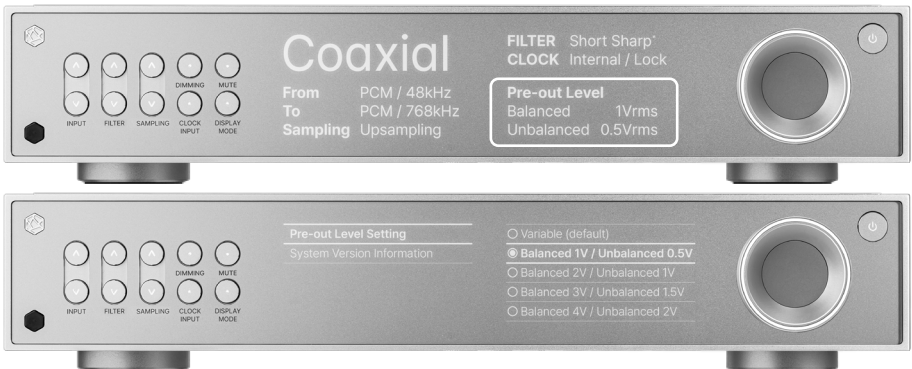 Coaxial
From PCM / 48kHz
To PCM / 768kHz
Sampling Upsampling
FILTER Short Sharp*
CLOCK Internal / Lock
Pre-out Level
Balanced 1Vrms
Unbalanced 0.5Vrms
DIMMING MUTE
INPUT FILTER SAMPLING CLOCK INPUT DISPLAY MODE
Pre-out Level Setting
System Version Information
Variable (default)
Balanced 1V / Unbalanced 0.5V
Balanced 2V / Unbalanced 1V
Balanced 3V / Unbalanced 1.5V
Balanced 4V / Unbalanced 2V
DIMMING MUTE
INPUT FILTER SAMPLING CLOCK INPUT DISPLAY MODE